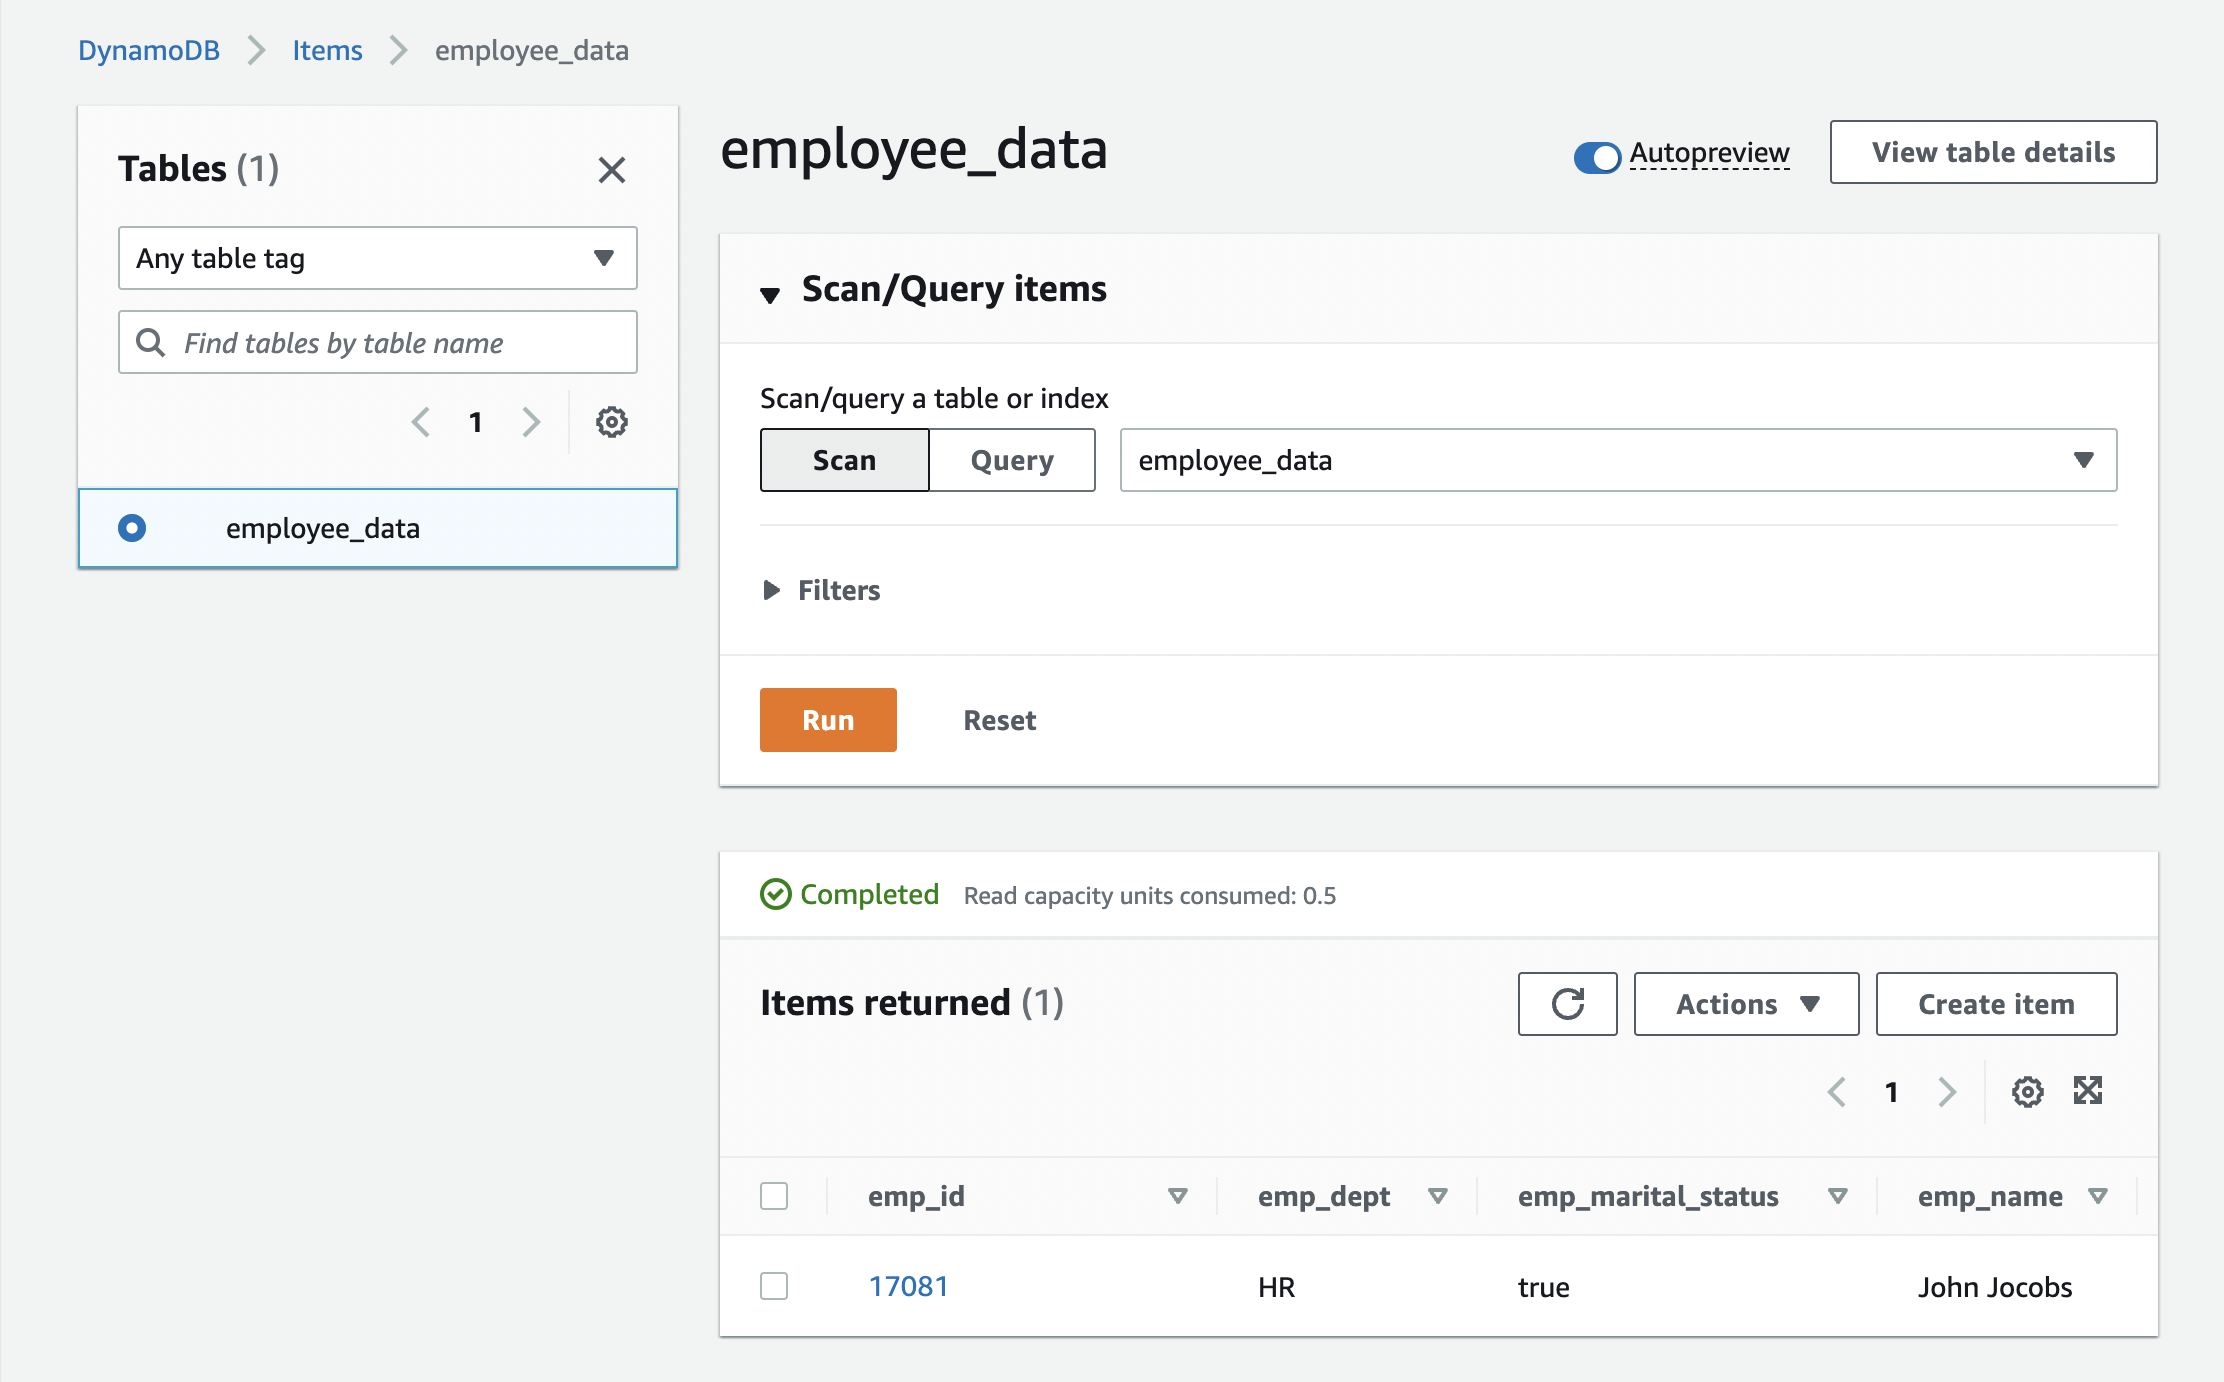 DynamoDB Items employee_data
Tables (1)
Any table tag
Find tables by table name
1
employee_data
employee_data
Autopreview
View table details
Scan/Query items
Scan/query a table or index
Scan Query employee_data
Filters
Run Reset
Completed Read capacity units consumed: 0.5
Items returned (1)
Actions Create item
1
emp_id emp_dept emp_marital_status emp_name
17081 HR true John Jocobs